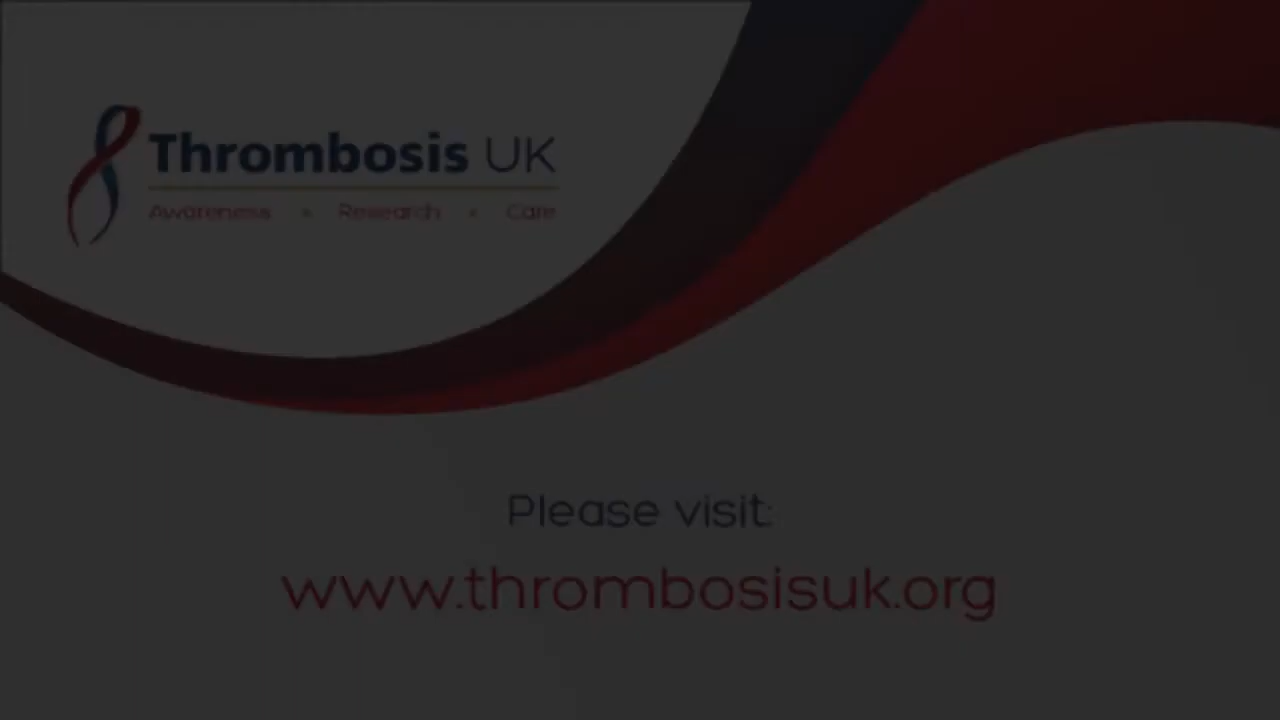 Thrombosis UK
Awareness • Research • Care
Please visit:
www.thrombosisuk.org